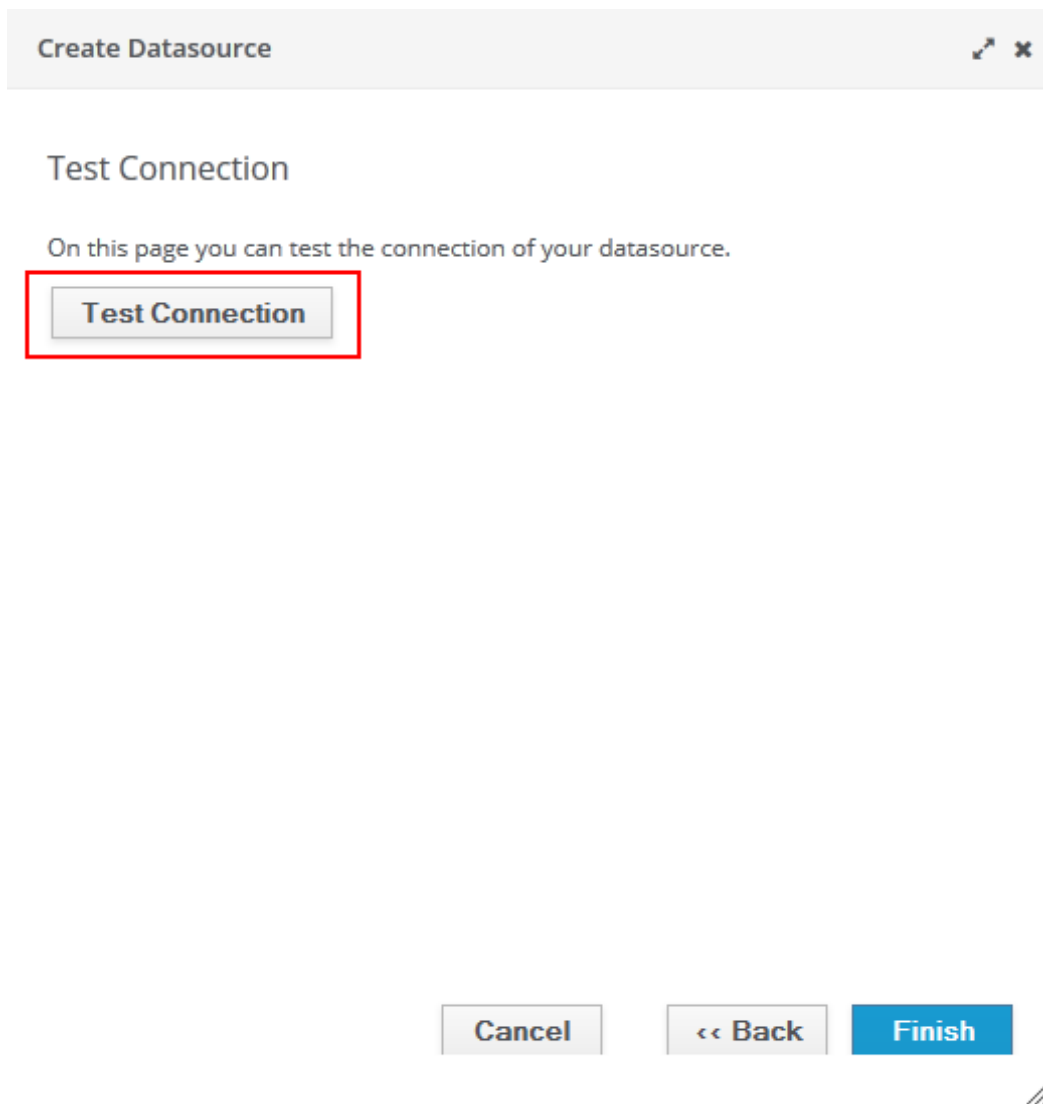 Create Datasource
Test Connection
On this page you can test the connection of your datasource.
Test Connection
Cancel ‹‹ Back Finish